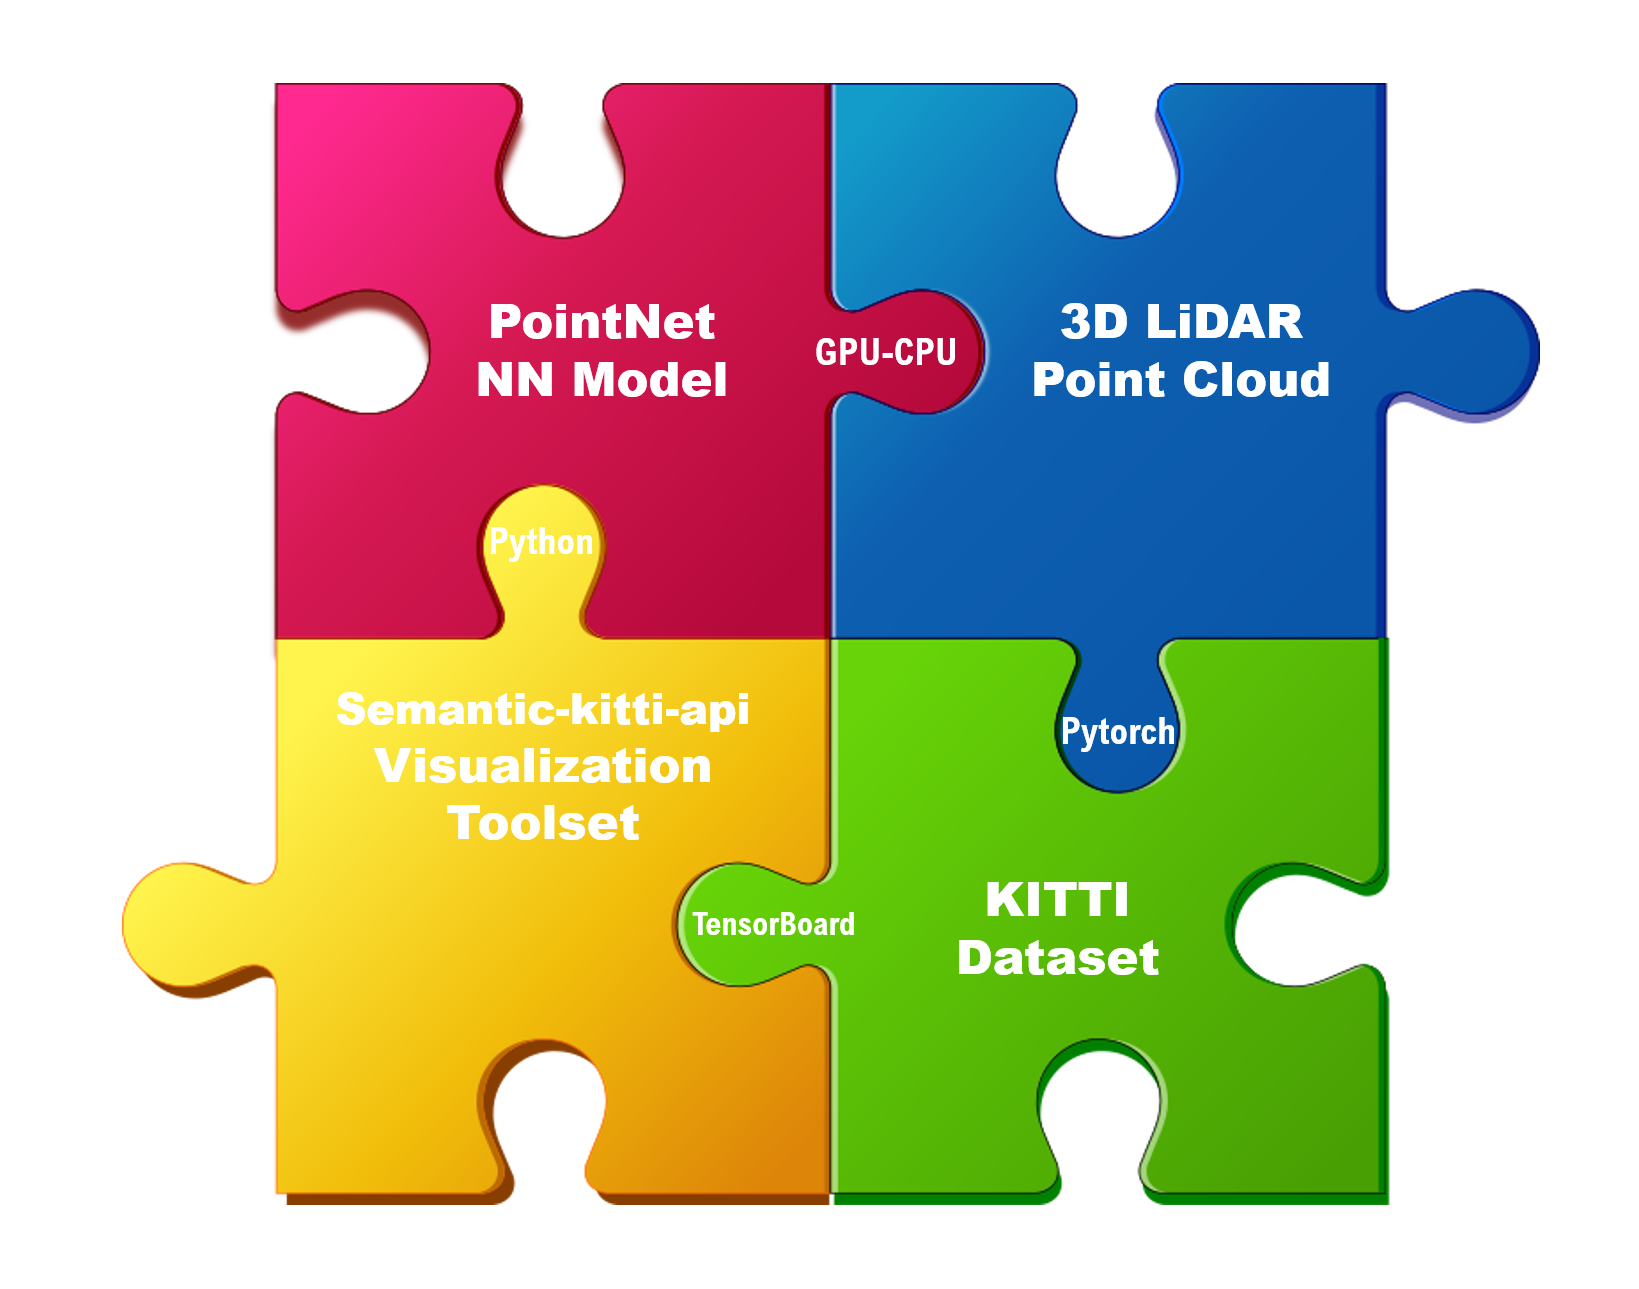 PointNet
NN Model
GPU-CPU
3D LiDAR
Point Cloud
Python
Semantic-kitti-api
Visualization
Toolset
Pytorch
TensorBoard
KITTI
Dataset